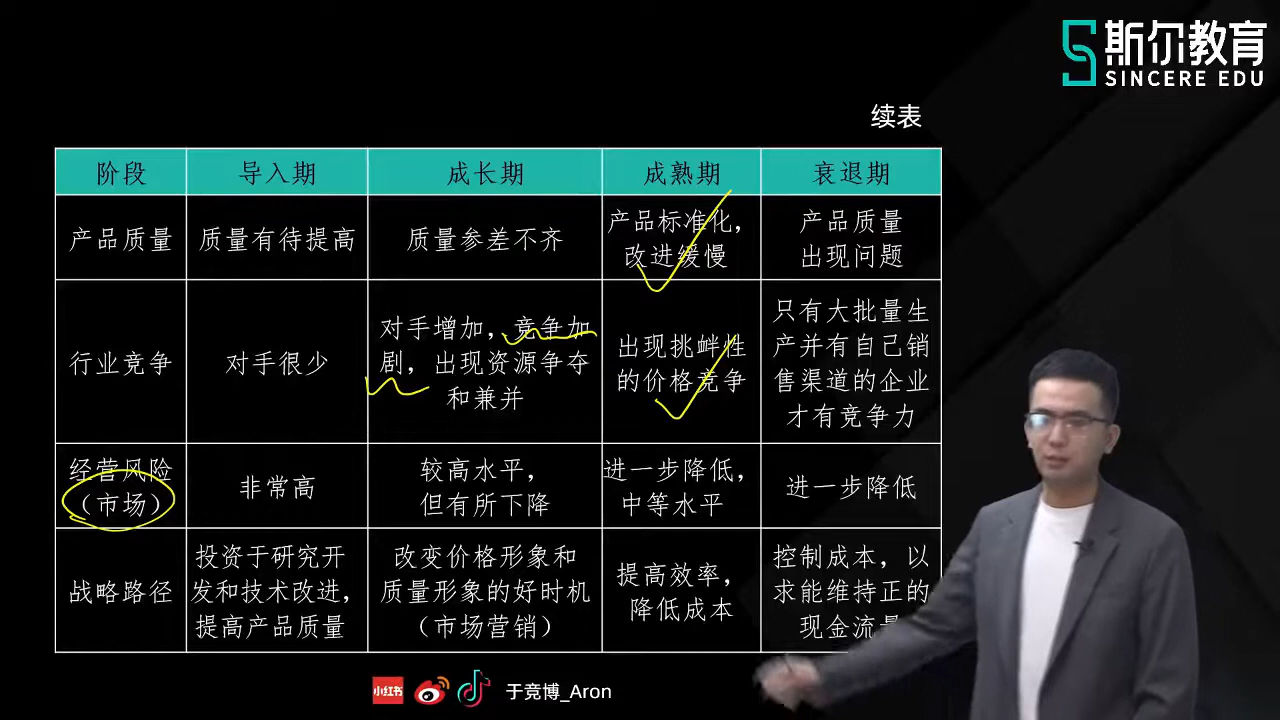 斯尔教育
SINCERE EDU
续表
阶段 导入期 成长期 成熟期 衰退期
产品质量
质量有待提高
质量参差不齐
产品标准化，
改进缓慢
产品质量
出现问题
行业竞争
对手很少
对手增加，竞争加
剧，出现资源争夺
和兼并
出现挑衅性
的价格竞争
只有大批量生
产并有自己销
售渠道的企业
才有竞争力
经营风险
（市场）
非常高
较高水平，
但有所下降
进一步降低，
中等水平
进一步降低
战略路径
投资于研究开
发和技术改进，
提高产品质量
改变价格形象和
质量形象的好时机
（市场营销）
提高效率，
降低成本
控制成本，以
求能维持正的
现金流量
小红书
于竞博_Aron